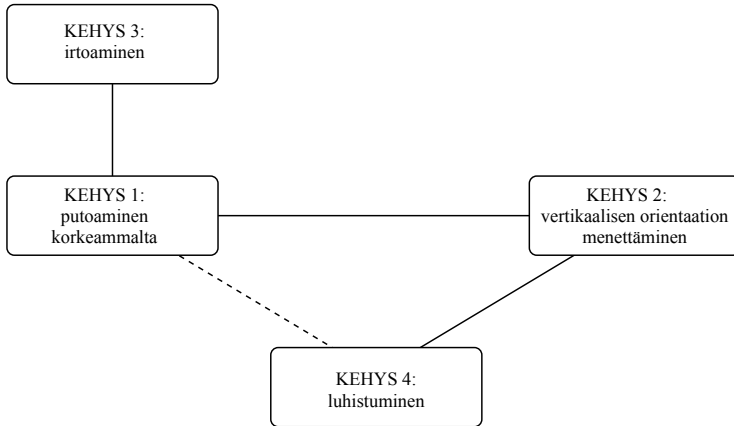 KEHYS 3:
irtoaminen
KEHYS 1:
putoaminen
korkeammalta
KEHYS 2:
vertikaalisen orientaation
menettäminen
KEHYS 4:
luhistuminen